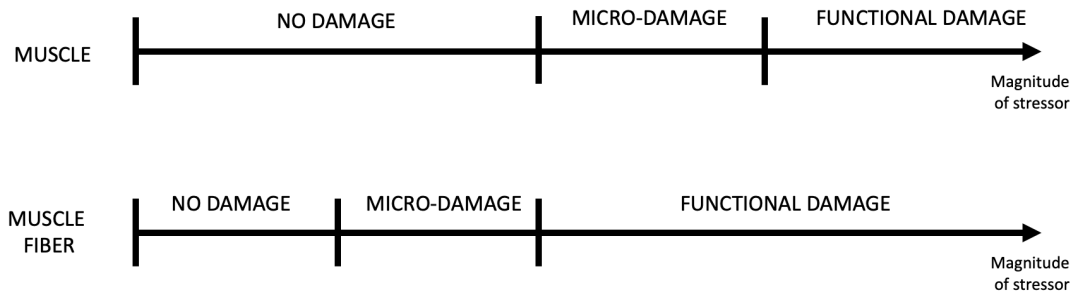 NO DAMAGE
MICRO-DAMAGE
FUNCTIONAL DAMAGE
MUSCLE
Magnitude
of stressor
NO DAMAGE
MICRO-DAMAGE
FUNCTIONAL DAMAGE
MUSCLE
FIBER
Magnitude
of stressor